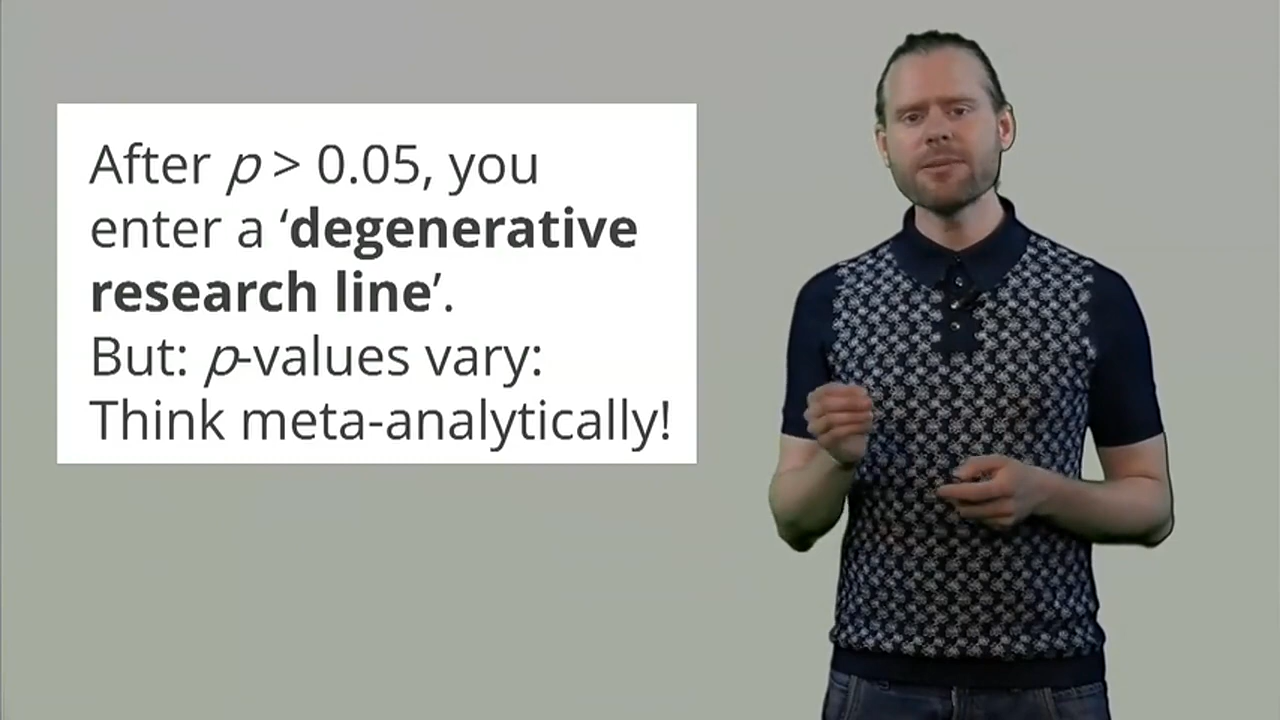 After p > 0.05, you
enter a ‘degenerative
research line’.
But: p-values vary:
Think meta-analytically!